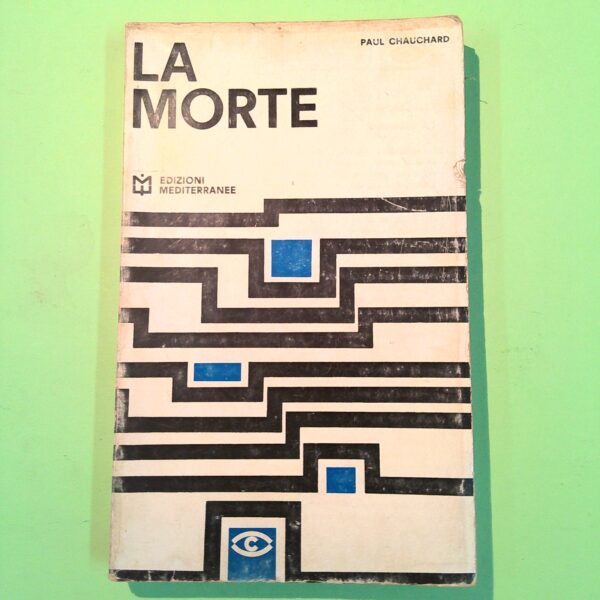 PAUL CHAUCHARD
LA
MORTE
EDIZIONI
MEDITERRANEE
C